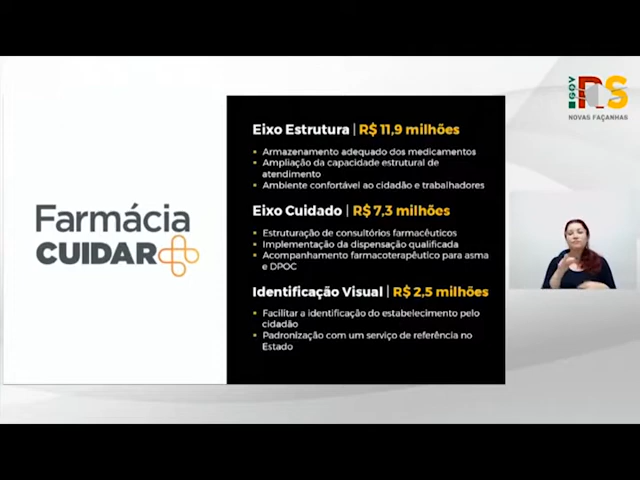 GOV
RS
NOVAS FAÇANHAS
Farmácia
CUIDAR
Eixo Estrutura | R$ 11,9 milhões
Armazenamento adequado dos medicamentos
Ampliação da capacidade estrutural de
atendimento
Ambiente confortável ao cidadão e trabalhadores
Eixo Cuidado | R$ 7,3 milhões
Estruturação de consultórios farmacêuticos
Implementação da dispensação qualificada
Acompanhamento farmacoterapêutico para asma
e DPOC
Identificação Visual | R$ 2,5 milhões
Facilitar a identificação do estabelecimento pelo
cidadão
Padronização com um serviço de referência no
Estado